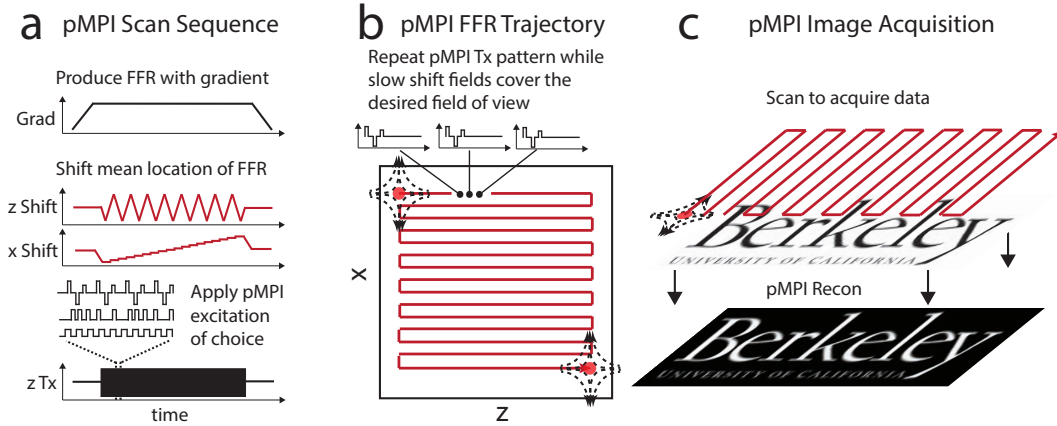 a pMPI Scan Sequence
Produce FFR with gradient
Grad
Shift mean location of FFR
z Shift
x Shift
Apply pMPI
excitation
of choice
z Tx
time
b pMPI FFR Trajectory
Repeat pMPI Tx pattern while
slow shift fields cover the
desired field of view
x
z
c pMPI Image Acquisition
Scan to acquire data
Berkeley
UNIVERSITY OF CALIFORNIA
pMPI Recon
Berkeley
UNIVERSITY OF CALIFORNIA